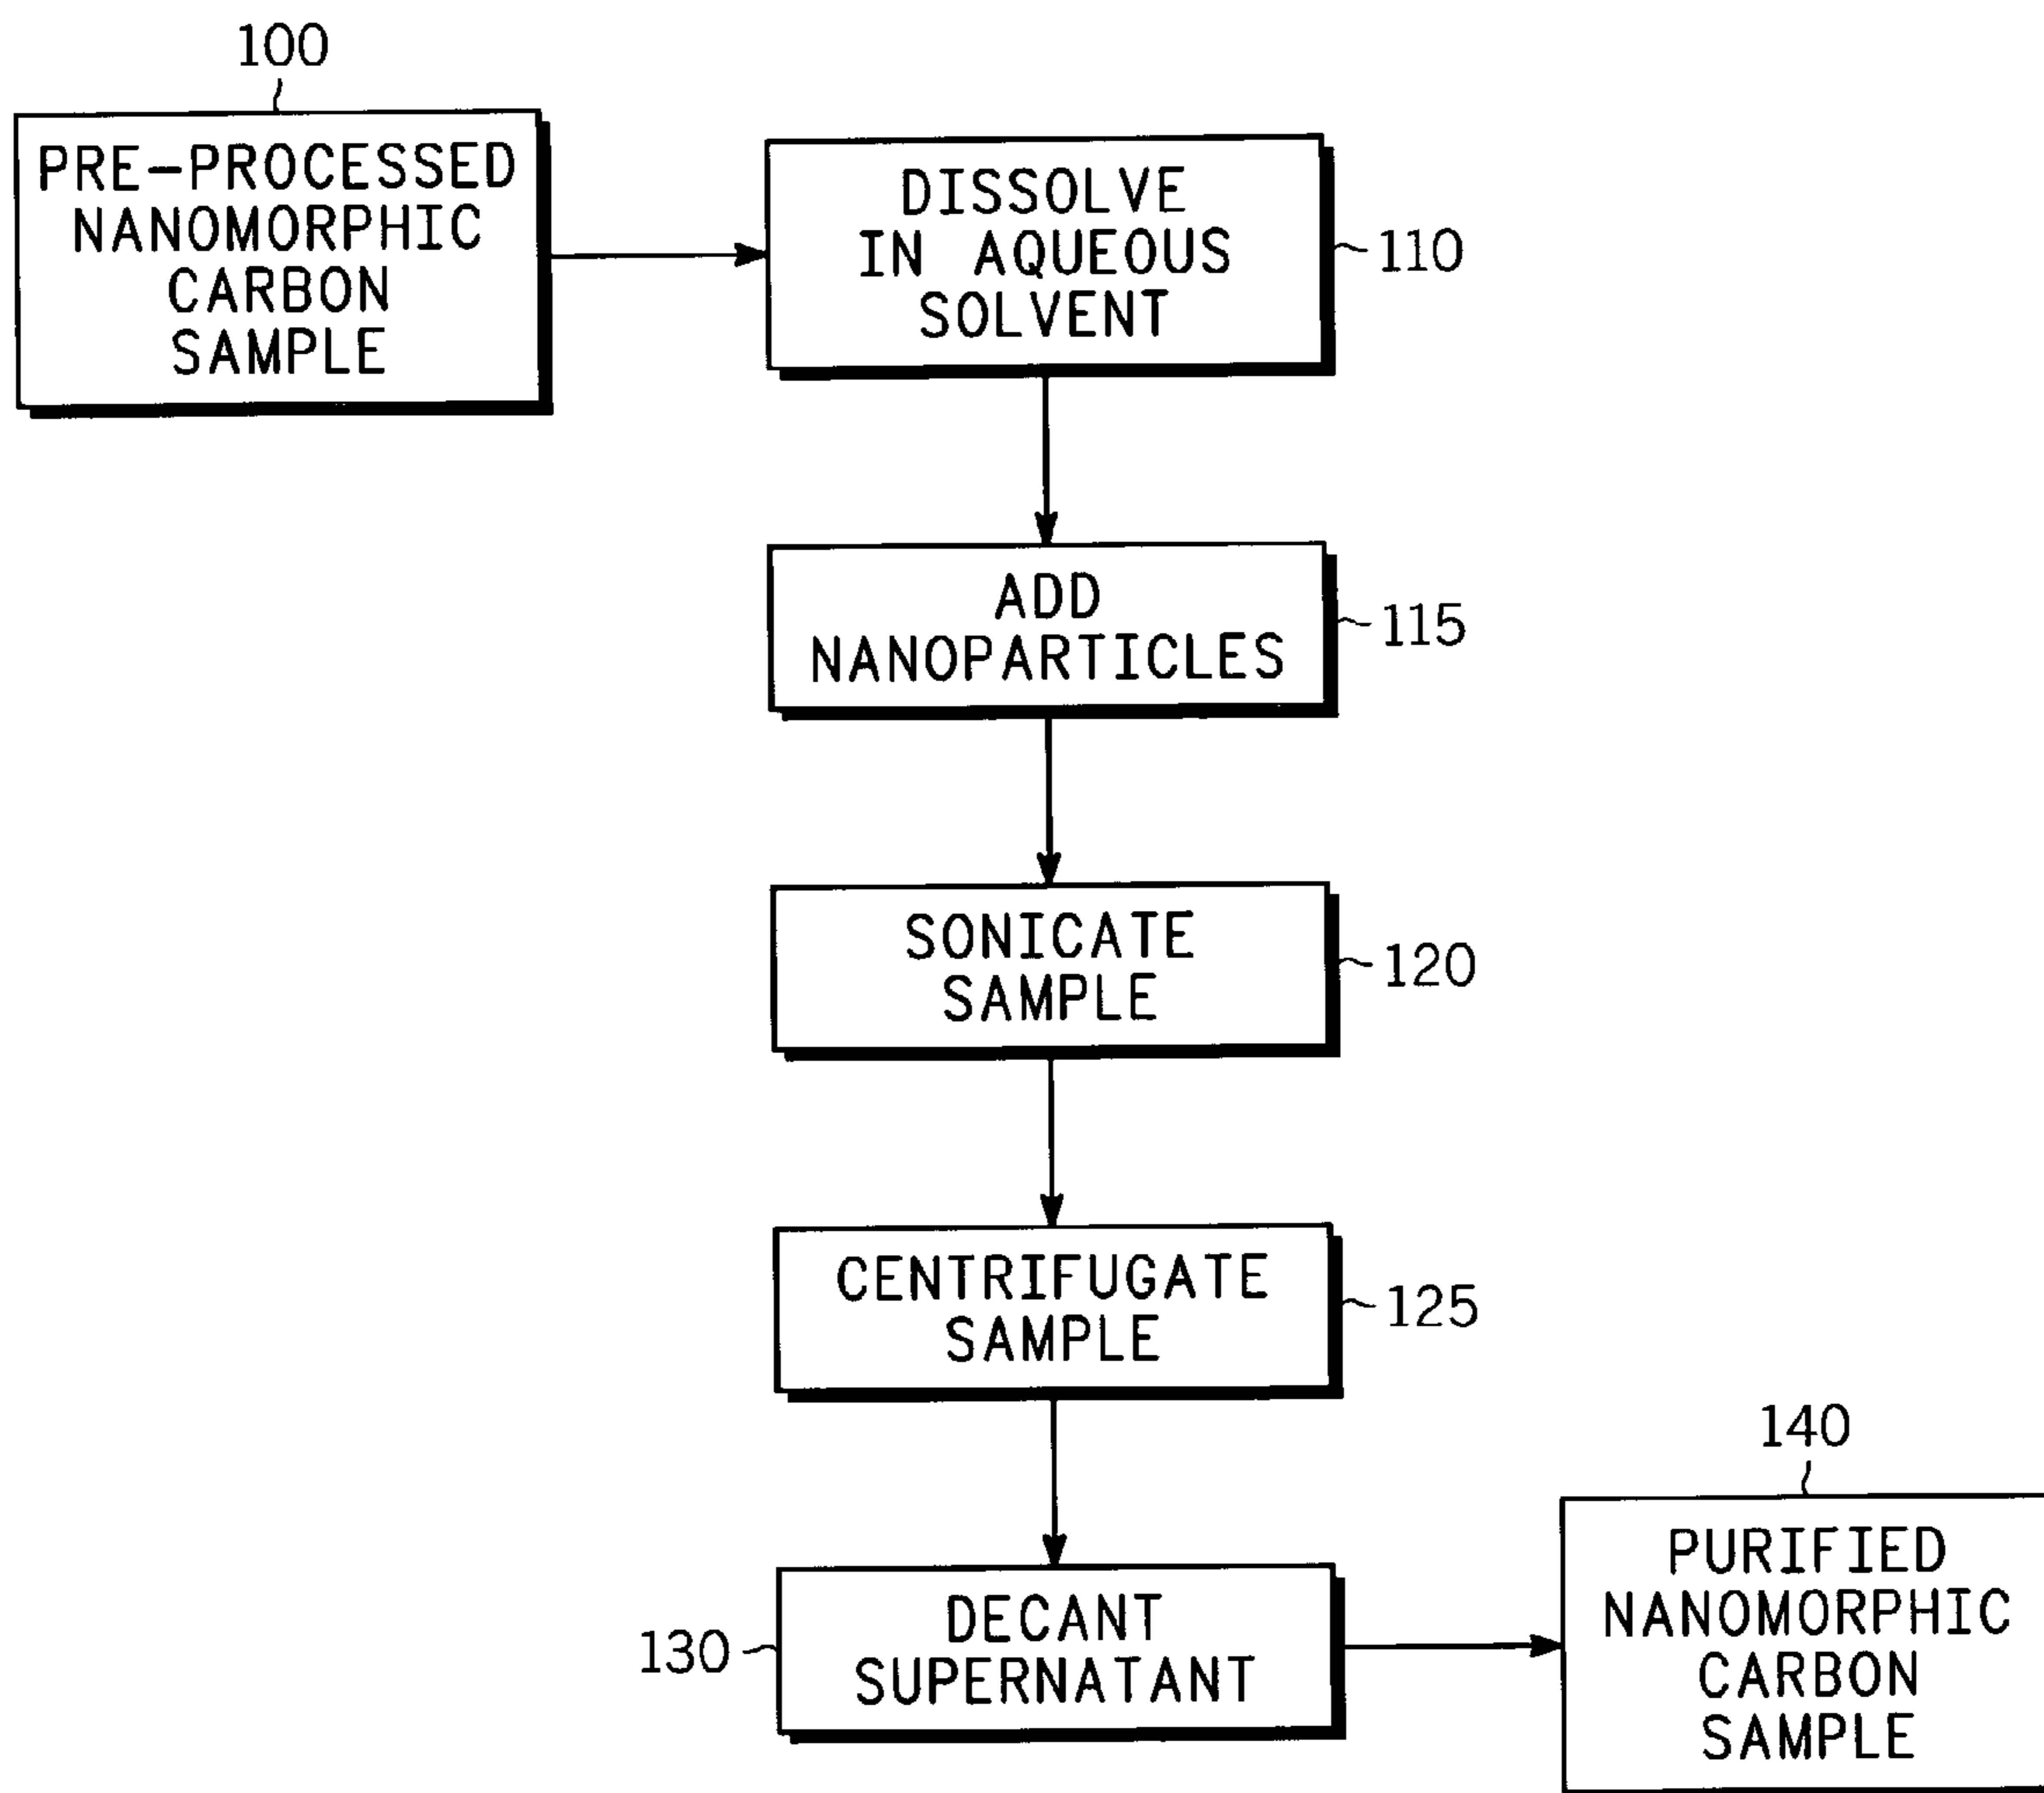 100
PRE-PROCESSED
NANOMORPHIC
CARBON
SAMPLE
DISSOLVE
IN AQUEOUS
SOLVENT
110
ADD
NANOPARTICLES
115
SONICATE
SAMPLE
120
CENTRIFUGATE
SAMPLE
125
DECANT
SUPERNATANT
130
140
PURIFIED
NANOMORPHIC
CARBON
SAMPLE